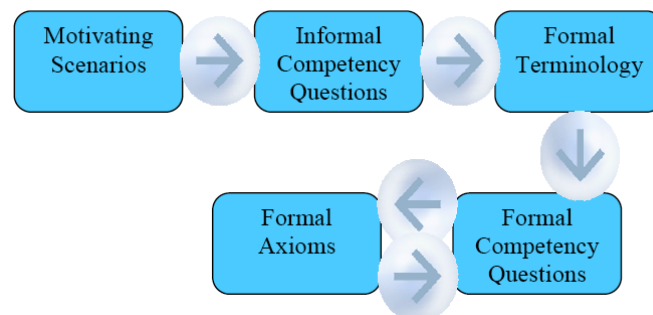 Motivating
Scenarios
Informal
Competency
Questions
Formal
Terminology
Formal
Axioms
Formal
Competency
Questions